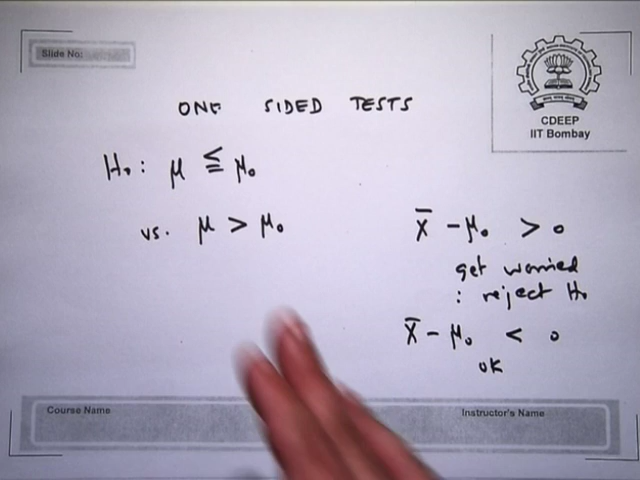 Slide No:
CDEEP
IIT Bombay
ONE SIDED TESTS
H₀ : μ ≦ μ₀
vs. μ > μ₀
X̄ - μ₀ > 0
get worried
: reject H₀
X̄ - μ₀ < 0
OK
Course Name
Instructor's Name